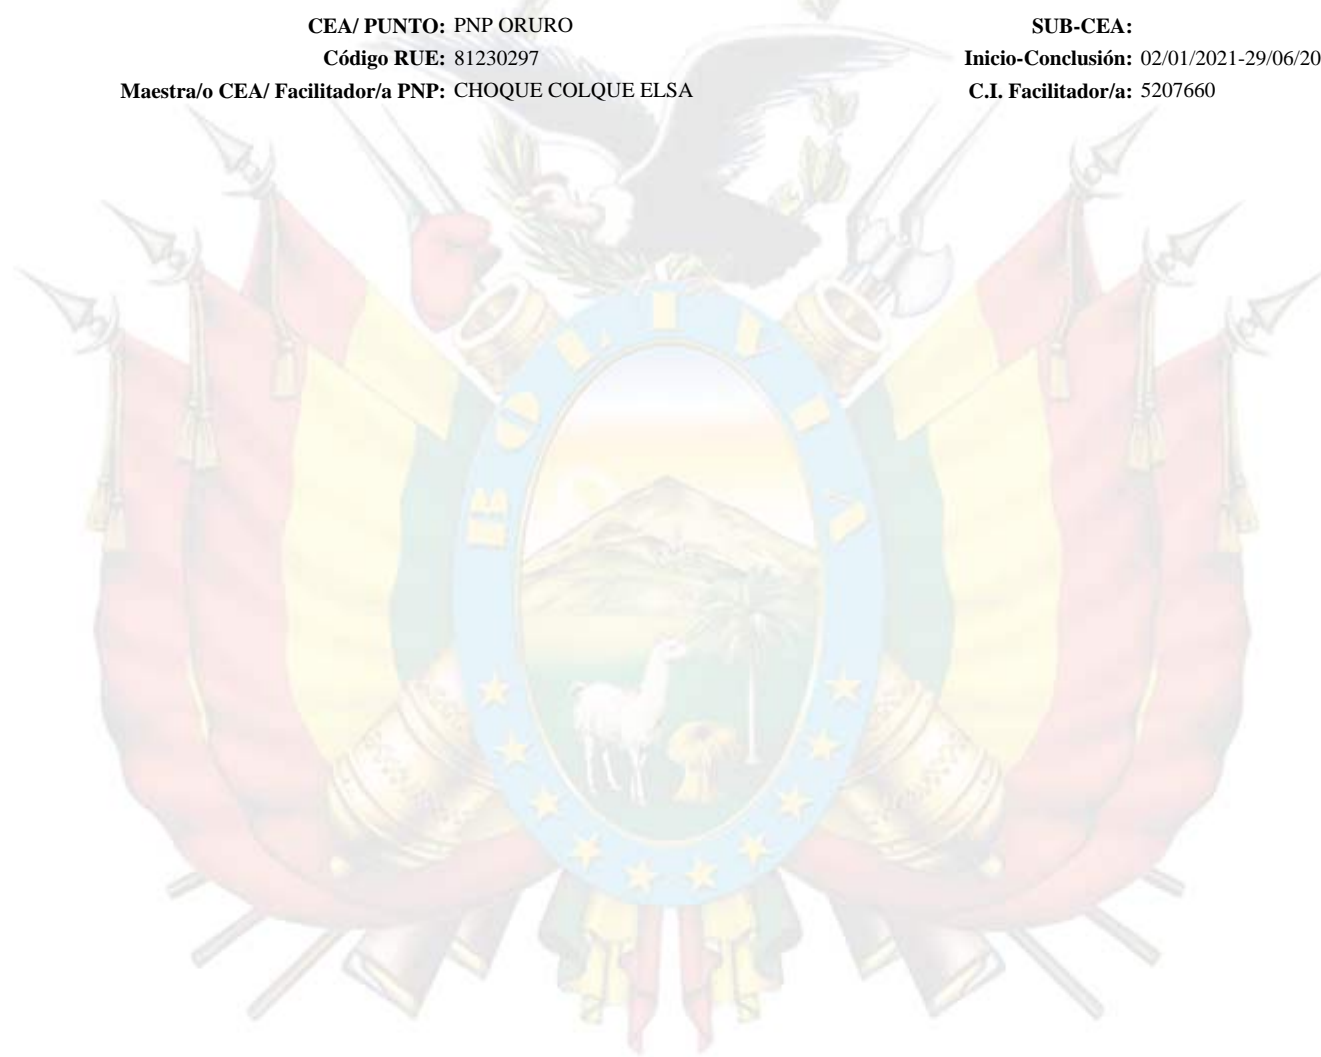 CEA/ PUNTO: PNP ORURO SUB-CEA:
Código RUE: 81230297 Inicio-Conclusión: 02/01/2021-29/06/20
Maestra/o CEA/ Facilitador/a PNP: CHOQUE COLQUE ELSA C.I. Facilitador/a: 5207660
BOLIVIA